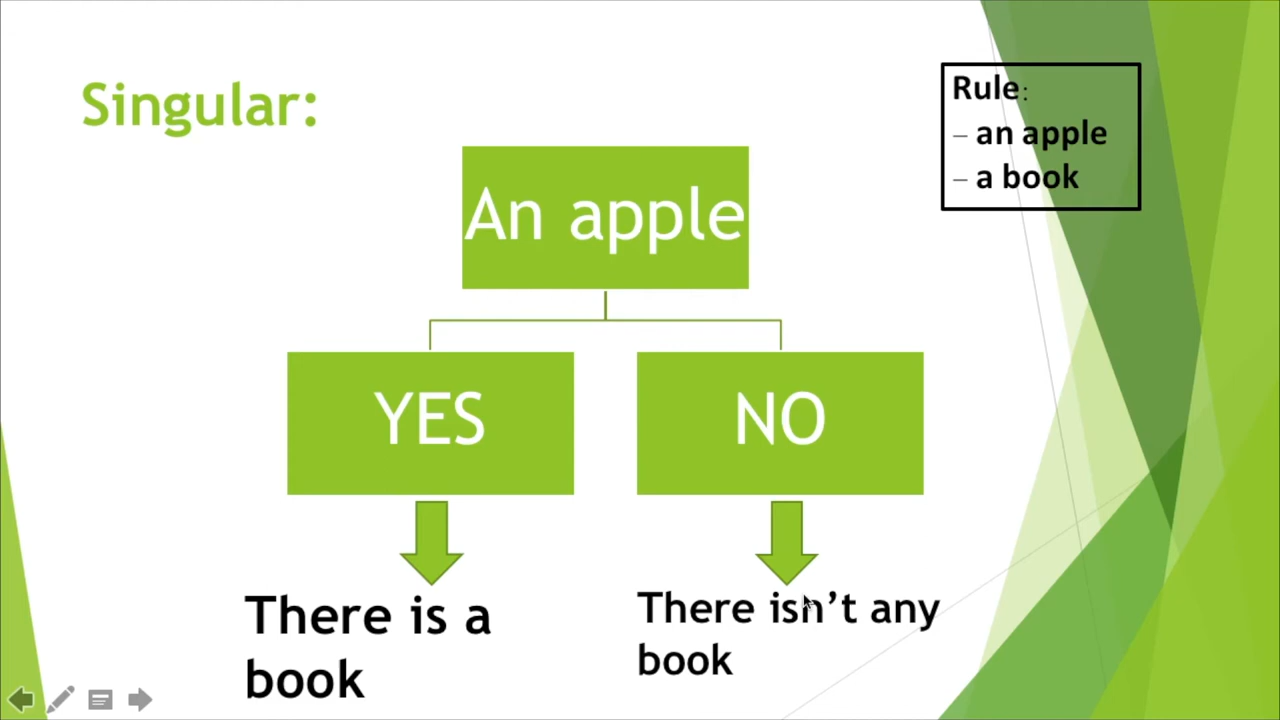 Singular:
Rule:
– an apple
– a book
An apple
YES
NO
There is a
book
There isn’t any
book